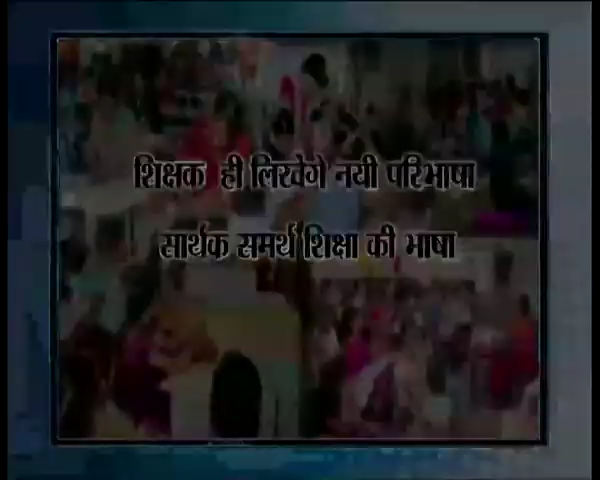 शिक्षक ही लिखेगे नयी परिभाषा
सार्थक समर्थ शिक्षा की भाषा